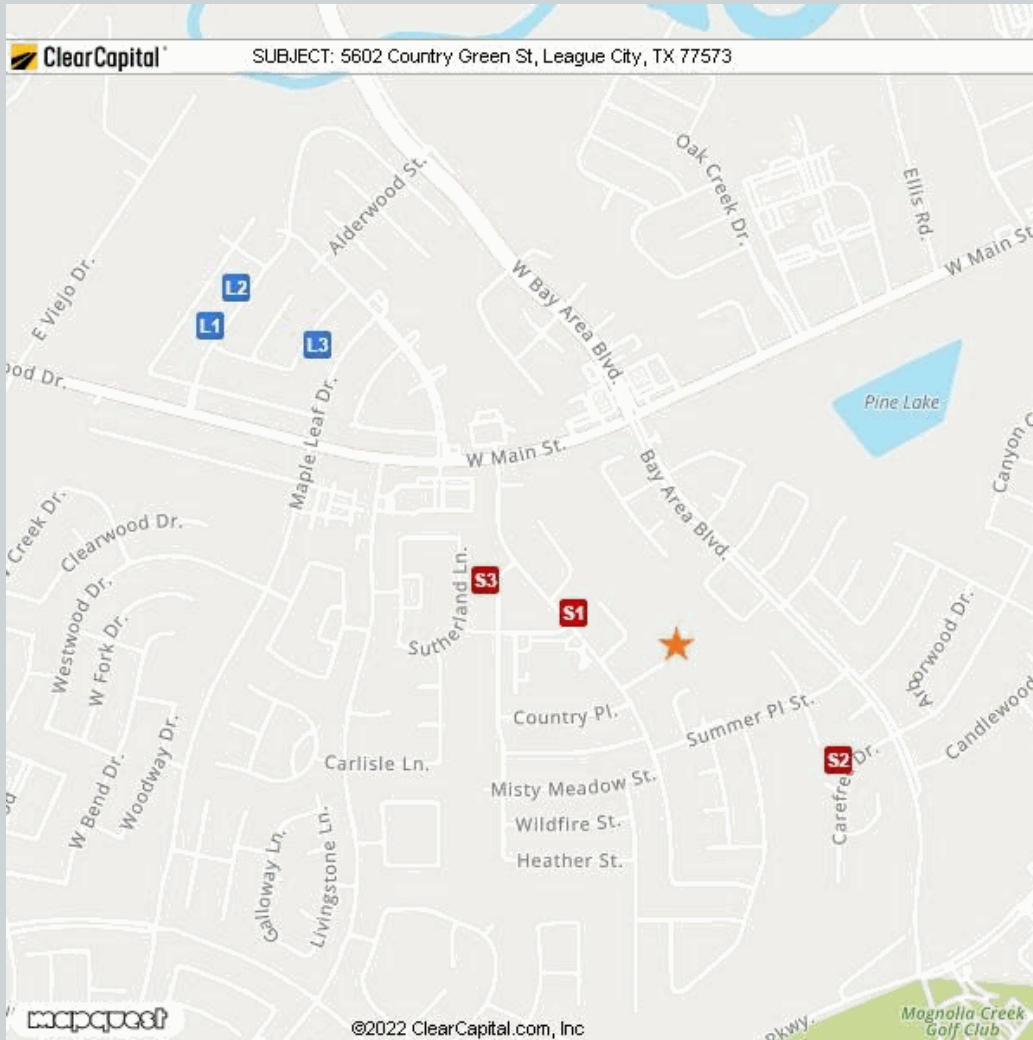 ClearCapital
SUBJECT: 5602 Country Green St, League City, TX 77573
Oak Creek Dr.
Alderwood St.
Ellis Rd.
W Main St
E Viejo Dr.
L2
W Bay Area Blvd.
L1
L3
Pine Lake
Maple Leaf Dr.
W Main St.
Canyon
Bay Area Blvd.
Creek Dr.
Clearwood Dr.
S3
Sutherland Ln.
S1
Westwood Dr.
W Fork Dr.
Arborwood Dr.
Country Pl.
Summer Pl St.
Candlewood
Carlisle Ln.
S2
Carefree Dr.
Misty Meadow St.
W Bend Dr.
Woodway Dr.
Wildfire St.
Heather St.
Galloway Ln.
Livingstone Ln.
mapquest
©2022 ClearCapital.com, Inc
Pkwy.
Magnolia Creek
Golf Club